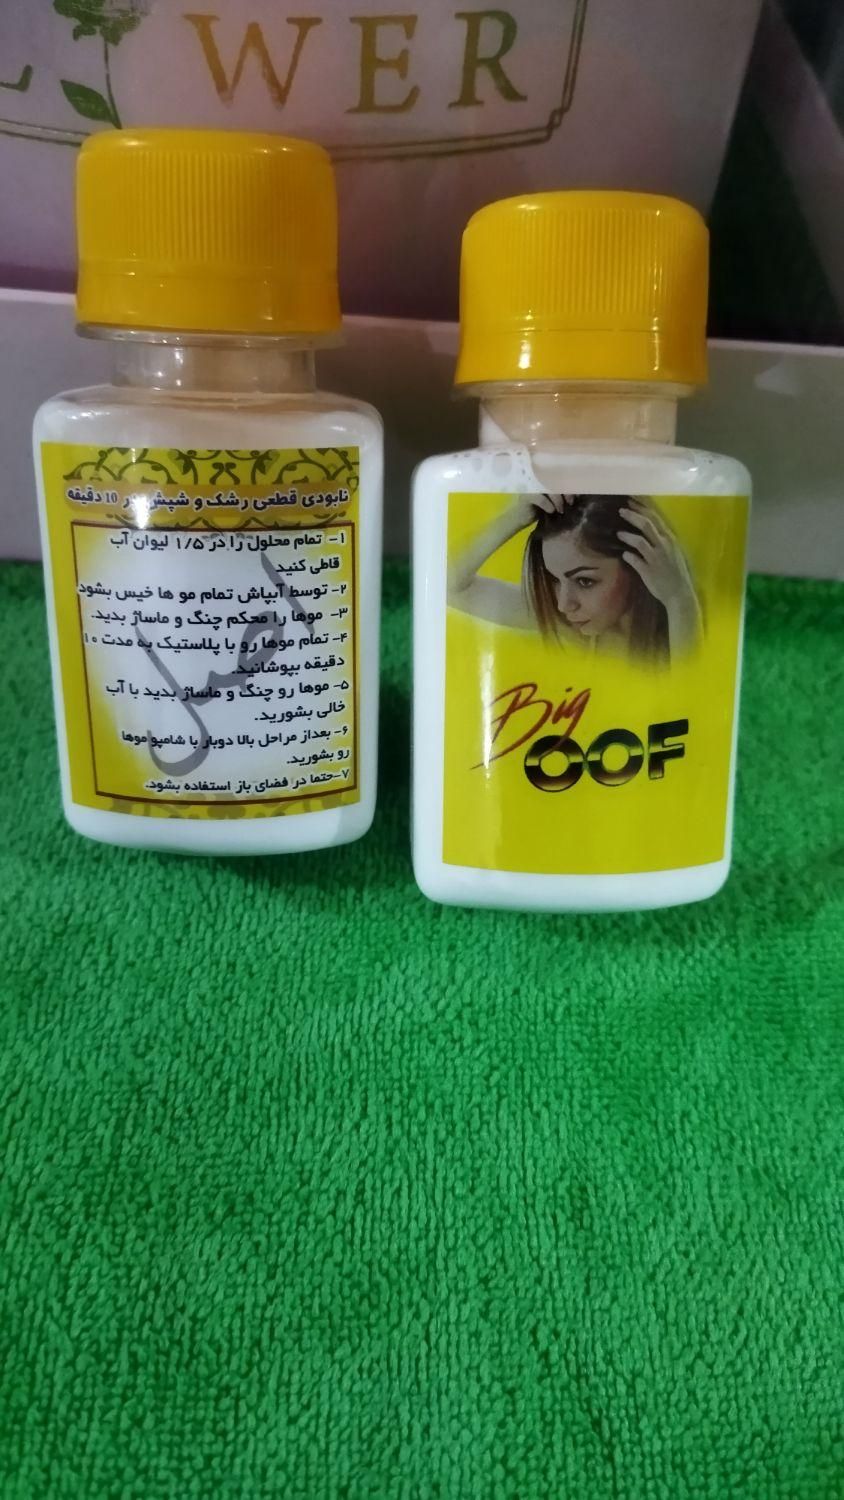 WER
نابودی قطعی رشک و شپش در 10 دقیقه
۱- تمام محلول را در ۱/۵ لیوان آب
قاطی کنید
۲- توسط آبپاش تمام مو ها خیس بشود
۳- موها را محکم چنگ و ماساژ بدید.
۴- تمام موها رو با پلاستیک به مدت ۱۰
دقیقه بپوشانید.
۵- موها رو چنگ و ماساژ بدید با آب
خالی بشورید.
۶- بعداز مراحل بالا دوبار با شامپو موها
رو بشورید.
۷-حتما در فضای باز استفاده بشود.
اصل
Big
OOF